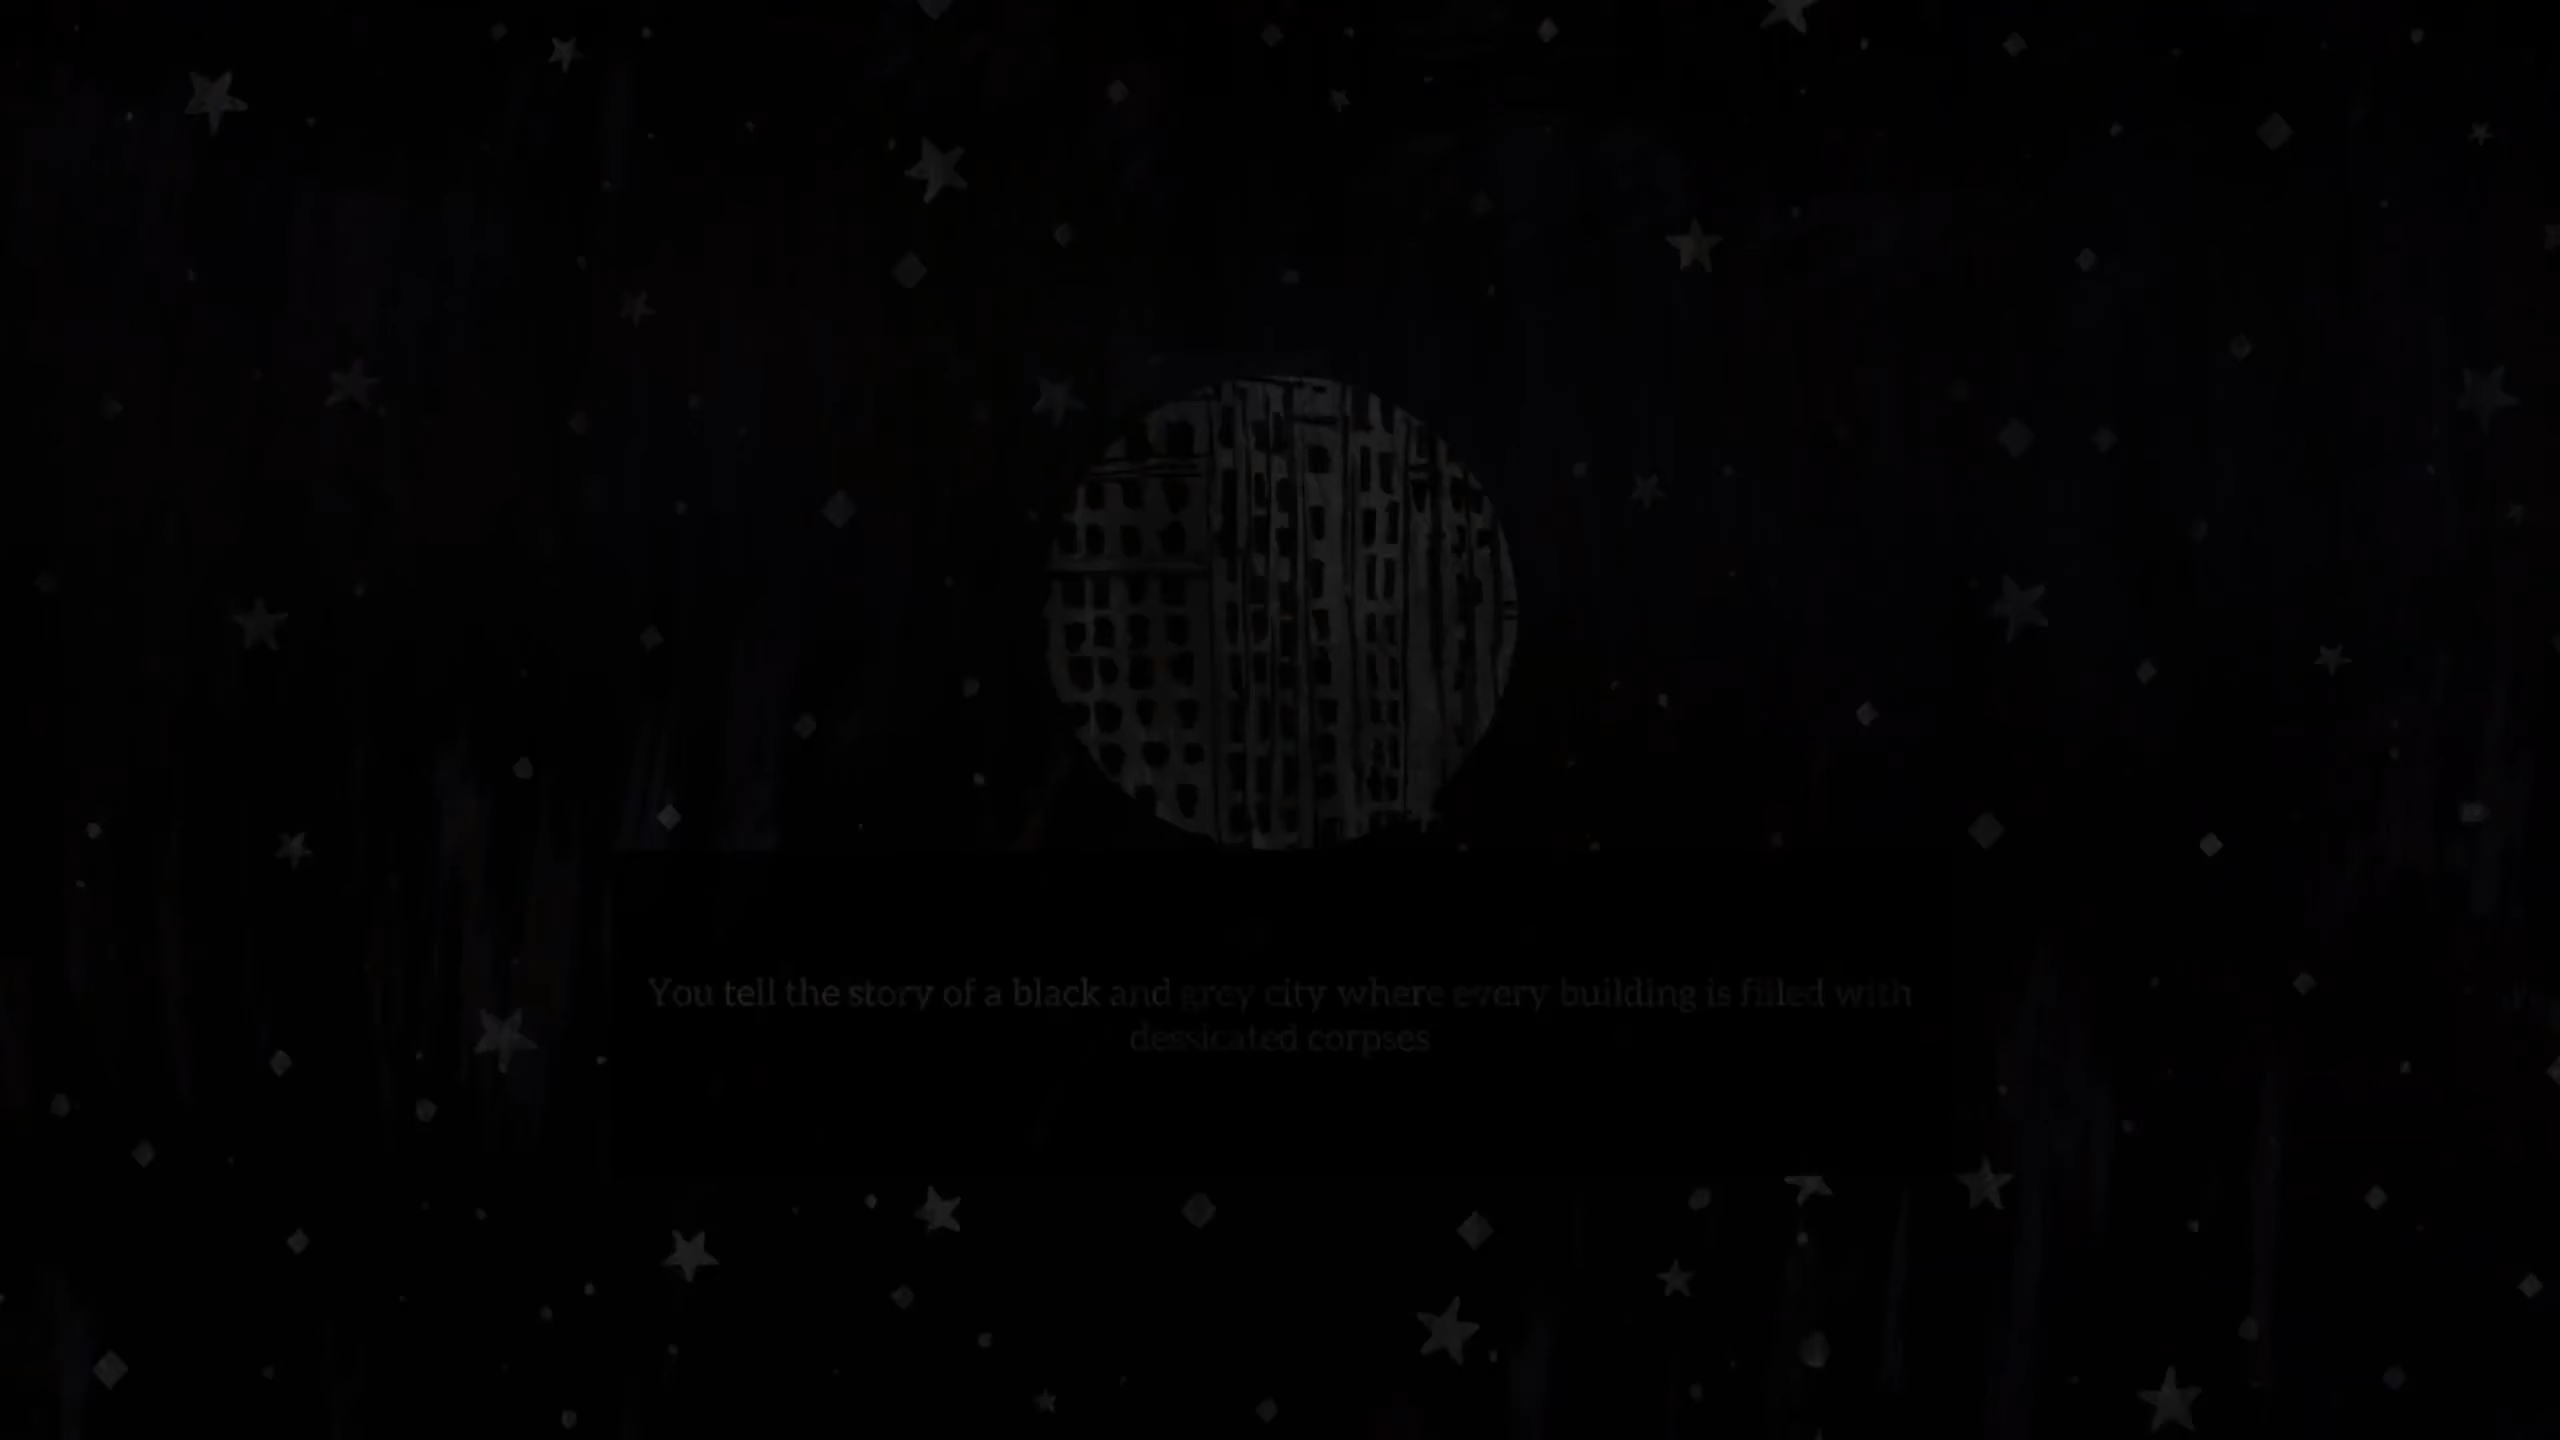 You tell the story of a black and grey city where every building is filled with
dessicated corpses